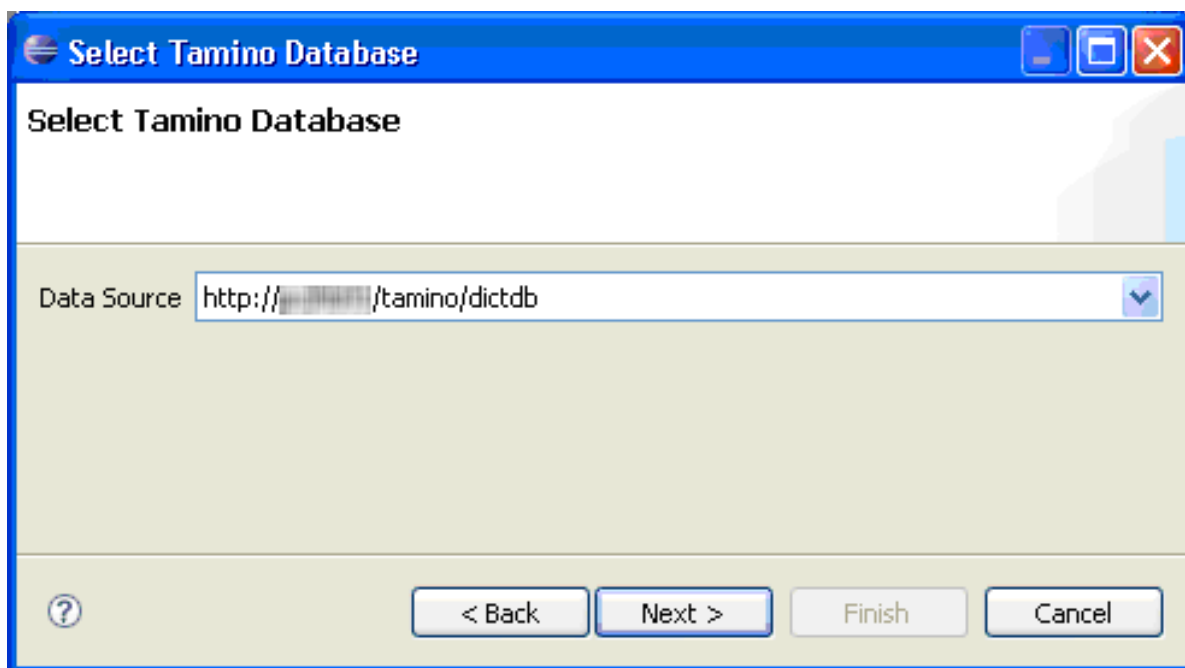 Select Tamino Database
Select Tamino Database
Data Source http:// /tamino/dictdb
? < Back Next > Finish Cancel